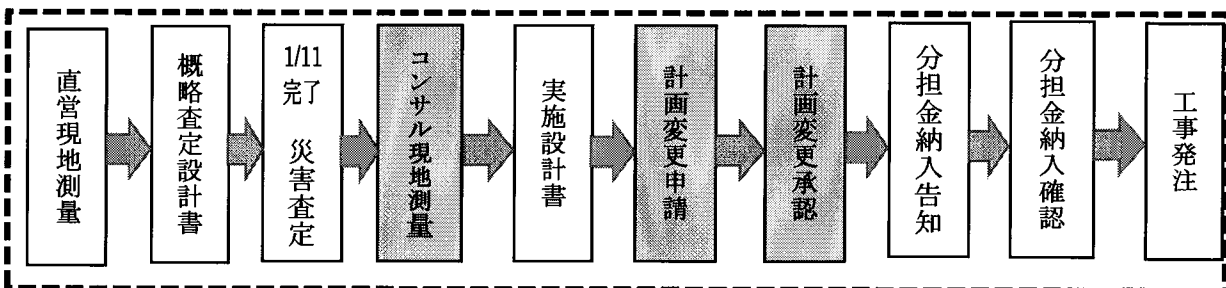 直営現地測量
概略査定設計書
1/11
完了
災害査定
コンサル現地測量
実施設計書
計画変更申請
計画変更承認
分担金納入告知
分担金納入確認
工事発注